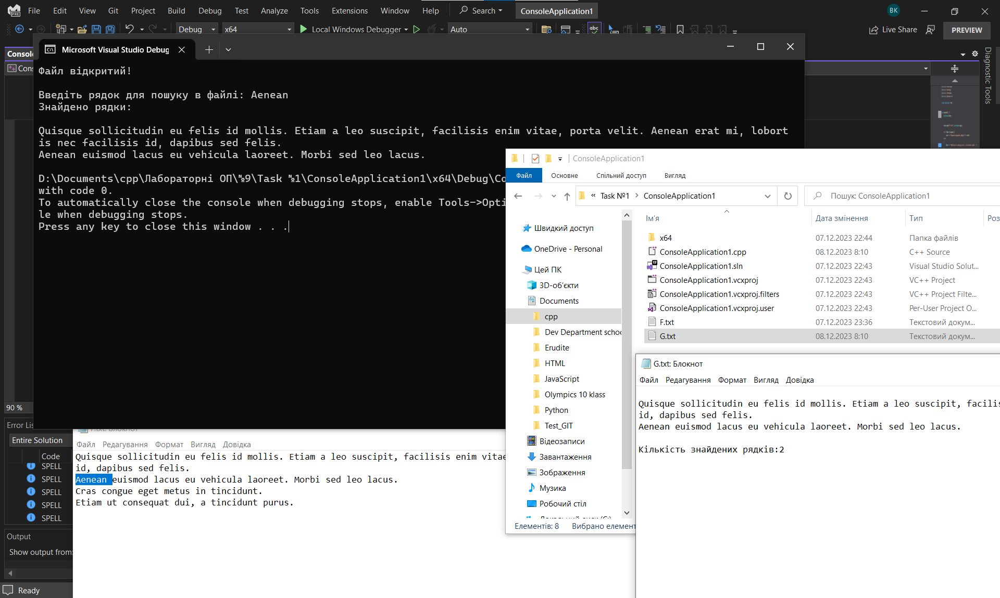 File Edit View Git Project Build Debug Test Analyze Tools Extensions Window Help Search ConsoleApplication1 BK
PRE
Debug x64 Local Windows Debugger Auto abc Live Share PREVIEW
Microsoft Visual Studio Debug
Diagnostic Tools
Файл відкритий!
Введіть рядок для пошуку в файлі: Aenean
Знайдено рядки:
Quisque sollicitudin eu felis id mollis. Etiam a leo suscipit, facilisis enim vitae, porta velit. Aenean erat mi, lobort
is nec facilisis id, dapibus sed felis.
Aenean euismod lacus eu vehicula laoreet. Morbi sed leo lacus.
D:\Documents\cpp\Лабораторні ОП\№9\Task №1\ConsoleApplication1\x64\Debug\Co
with code 0.
To automatically close the console when debugging stops, enable Tools->Opti
le when debugging stops.
Press any key to close this window . . .
ConsoleApplication1
Файл Основне Спільний доступ Вигляд
« Task №1 > ConsoleApplication1
Пошук: ConsoleApplication1
Швидкий доступ
OneDrive - Personal
Цей ПК
3D-об'єкти
Documents
cpp
Dev Department schoo
Erudite
HTML
JavaScript
Olympics 10 klass
Python
Test_GIT
Відеозаписи
Завантаження
Зображення
Музика
Робочий стіл
Ім'я Дата змінення Тип Роз
x64 07.12.2023 22:44 Папка файлів
ConsoleApplication1.cpp 08.12.2023 8:10 C++ Source
ConsoleApplication1.sln 07.12.2023 22:43 Visual Studio Solut...
ConsoleApplication1.vcxproj 07.12.2023 22:43 VC++ Project
ConsoleApplication1.vcxproj.filters 07.12.2023 22:43 VC++ Project Filte...
ConsoleApplication1.vcxproj.user 07.12.2023 22:43 Per-User Project O...
F.txt 07.12.2023 23:36 Текстовий докум...
G.txt 08.12.2023 8:10 Текстовий докум...
Елементів: 8 Вибрано елемент
G.txt: Блокнот
Файл Редагування Формат Вигляд Довідка
Quisque sollicitudin eu felis id mollis. Etiam a leo suscipit, facilis
id, dapibus sed felis.
Aenean euismod lacus eu vehicula laoreet. Morbi sed leo lacus.
Кількість знайдених рядків:2
Файл Редагування Формат Вигляд Довідка
Quisque sollicitudin eu felis id mollis. Etiam a leo suscipit, facilisis enim vitae
id, dapibus sed felis.
Aenean euismod lacus eu vehicula laoreet. Morbi sed leo lacus.
Cras congue eget metus in tincidunt.
Etiam ut consequat dui, a tincidunt purus.
Console
Cons
90 %
Error Lis
Entire Solution
Code
SPELL
SPELL
SPELL
SPELL
SPELL
Output
Show output from:
Ready